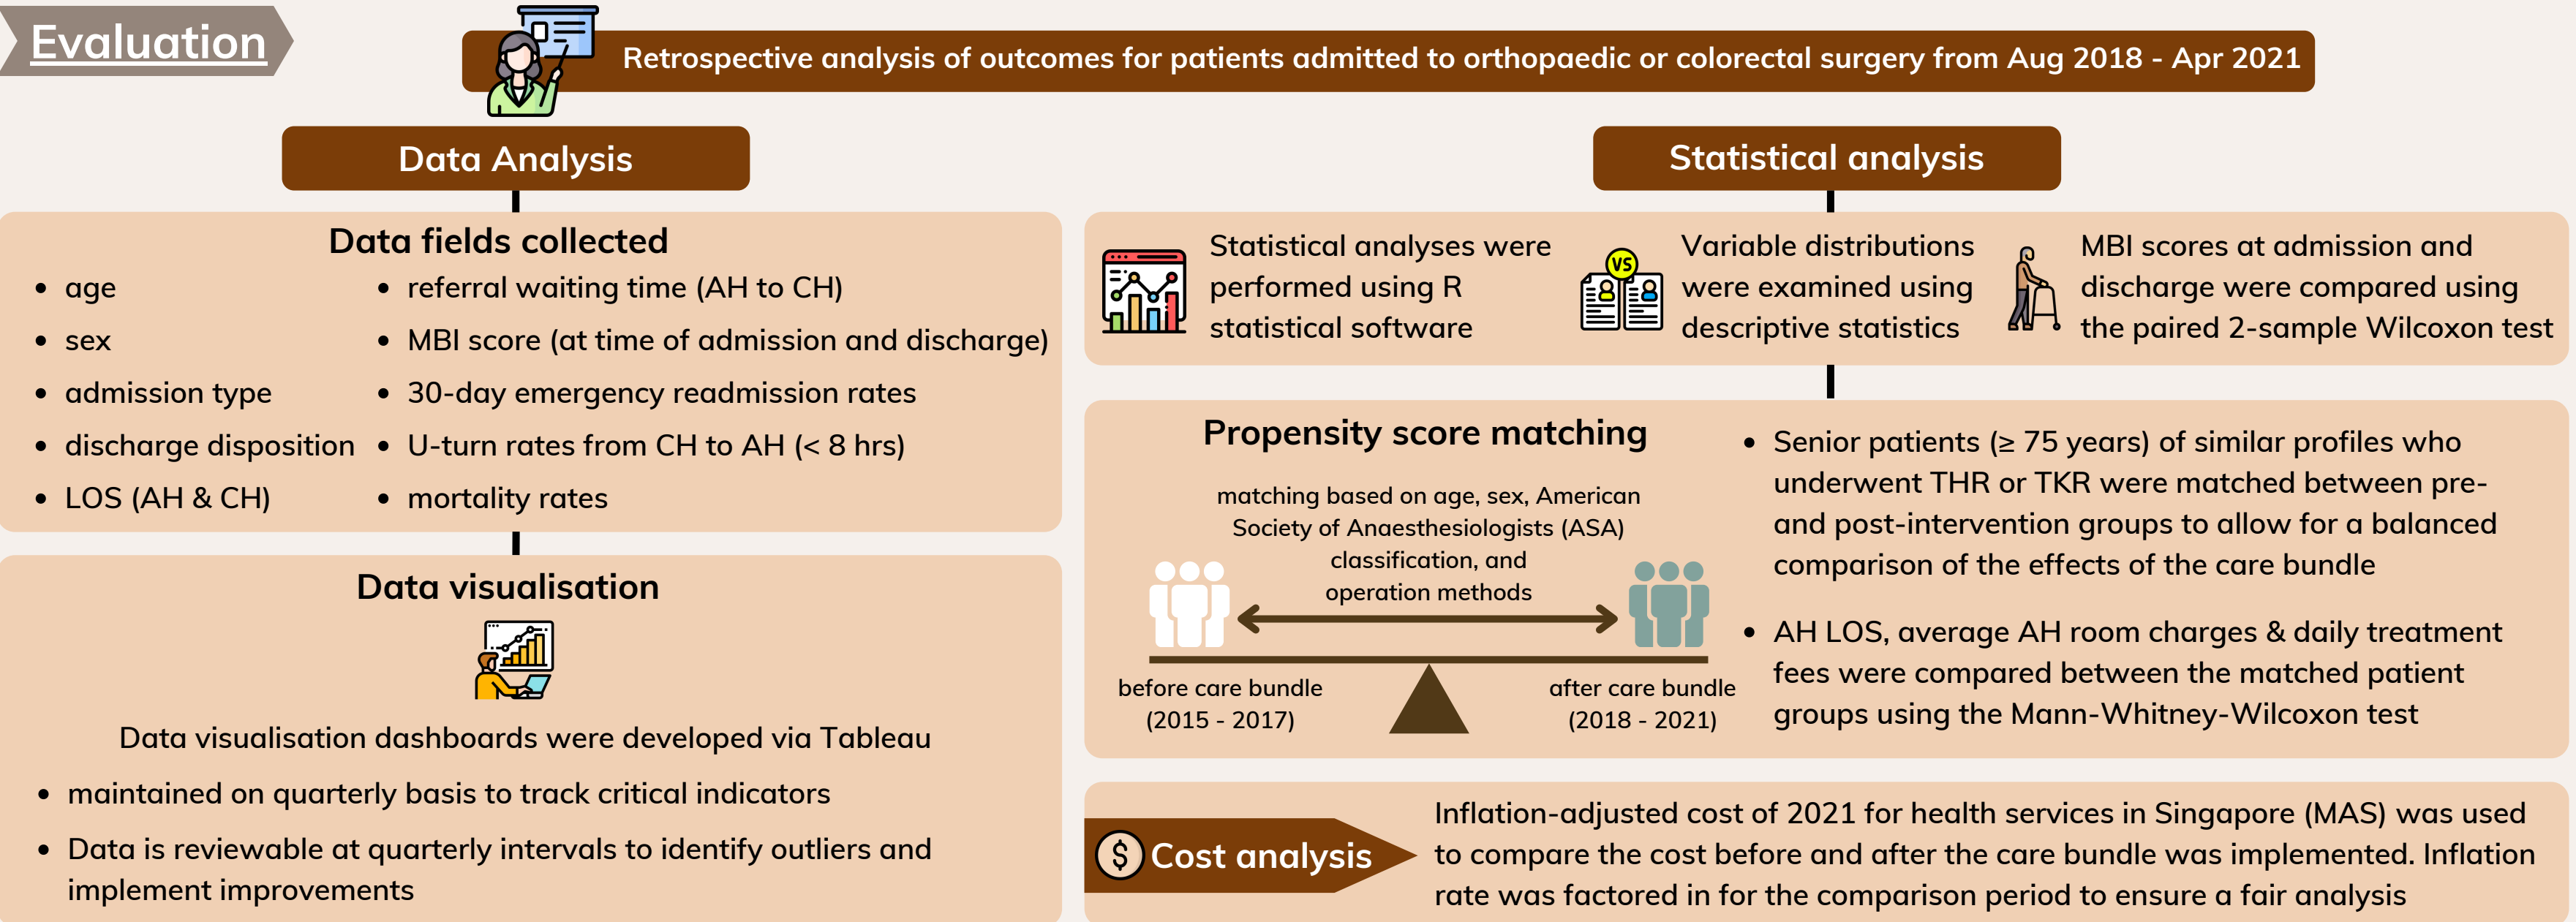 Evaluation
Retrospective analysis of outcomes for patients admitted to orthopaedic or colorectal surgery from Aug 2018 - Apr 2021
Data Analysis
Data fields collected
• age
• sex
• admission type
• discharge disposition
• LOS (AH & CH)
• referral waiting time (AH to CH)
• MBI score (at time of admission and discharge)
• 30-day emergency readmission rates
• U-turn rates from CH to AH (< 8 hrs)
• mortality rates
Data visualisation
Data visualisation dashboards were developed via Tableau
• maintained on quarterly basis to track critical indicators
• Data is reviewable at quarterly intervals to identify outliers and
implement improvements
Statistical analysis
Statistical analyses were
performed using R
statistical software
VS
Variable distributions
were examined using
descriptive statistics
MBI scores at admission and
discharge were compared using
the paired 2-sample Wilcoxon test
Propensity score matching
matching based on age, sex, American
Society of Anaesthesiologists (ASA)
classification, and
operation methods
before care bundle
(2015 - 2017)
after care bundle
(2018 - 2021)
• Senior patients (≥ 75 years) of similar profiles who
underwent THR or TKR were matched between pre-
and post-intervention groups to allow for a balanced
comparison of the effects of the care bundle
• AH LOS, average AH room charges & daily treatment
fees were compared between the matched patient
groups using the Mann-Whitney-Wilcoxon test
$
Cost analysis
Inflation-adjusted cost of 2021 for health services in Singapore (MAS) was used
to compare the cost before and after the care bundle was implemented. Inflation
rate was factored in for the comparison period to ensure a fair analysis